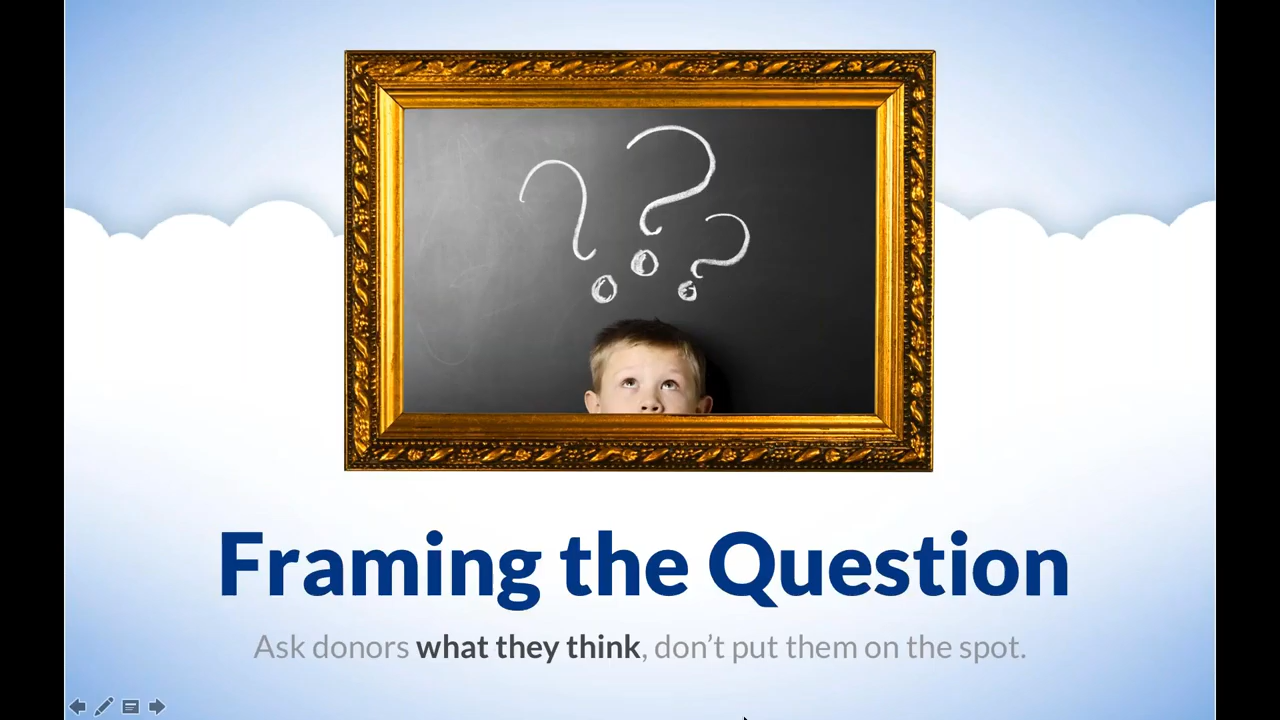 ? ? ?
Framing the Question
Ask donors what they think, don’t put them on the spot.